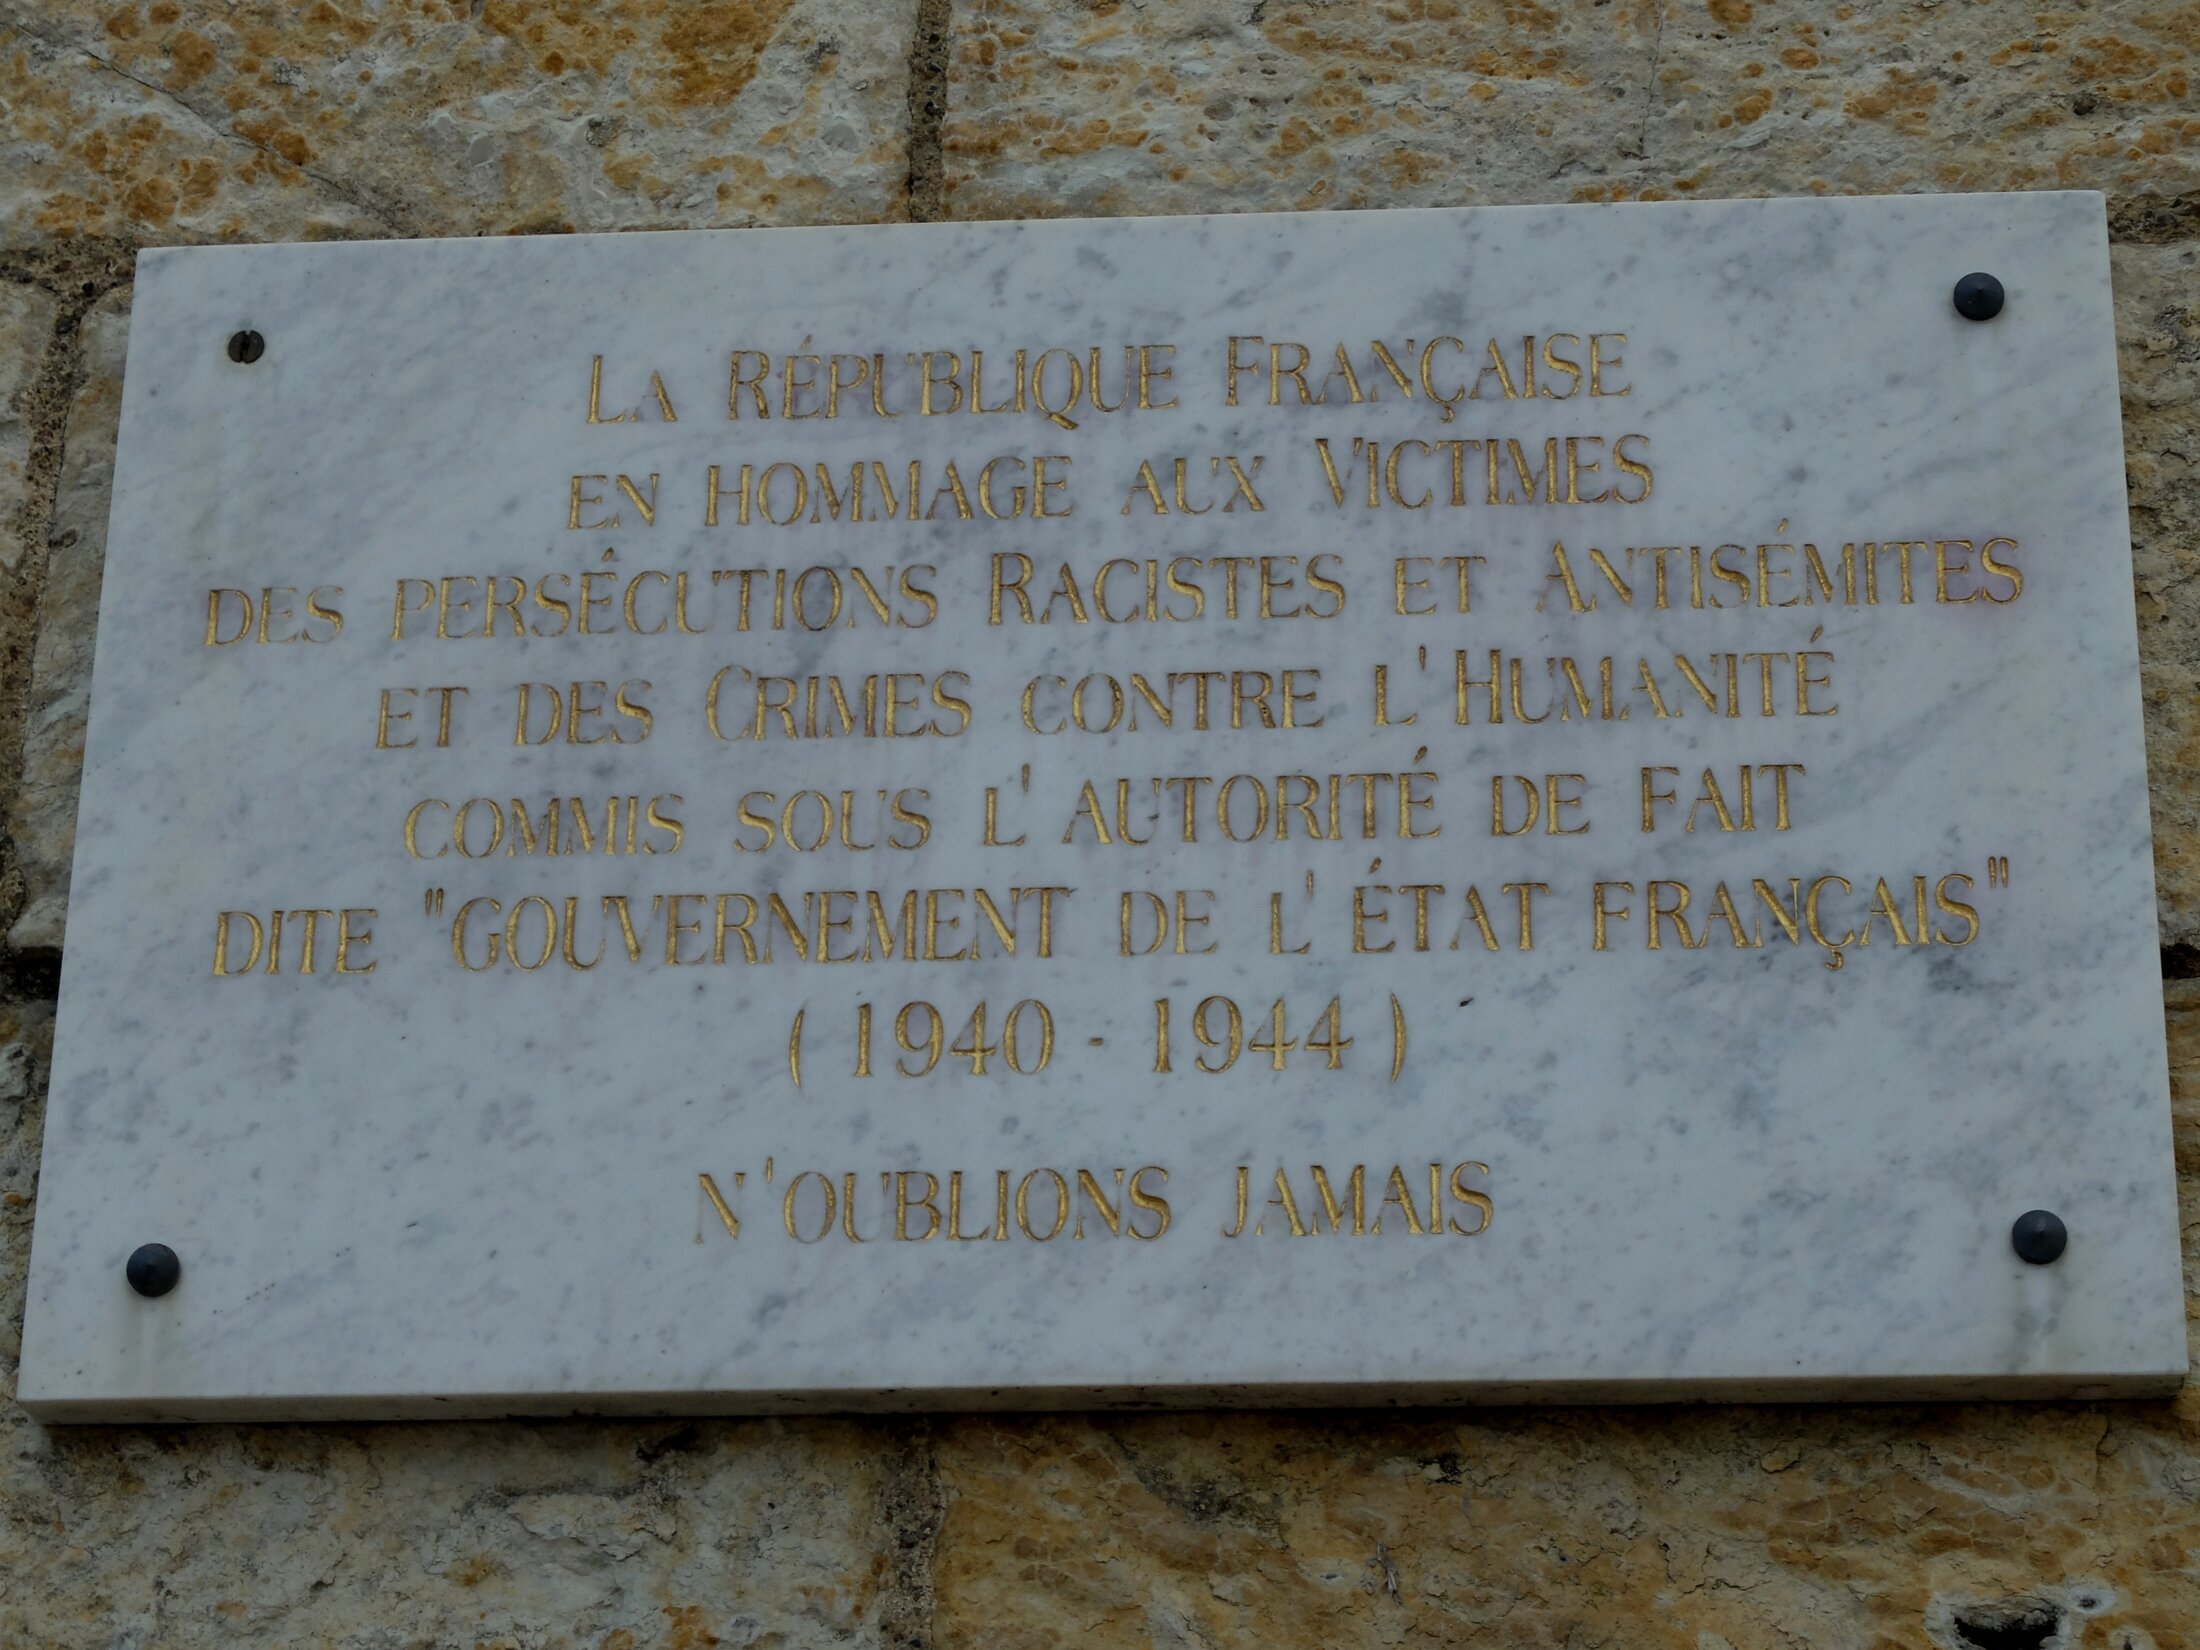 LA RÉPUBLIQUE FRANÇAISE
EN HOMMAGE AUX VICTIMES
DES PERSÉCUTIONS RACISTES ET ANTISÉMITES
ET DES CRIMES CONTRE L'HUMANITÉ
COMMIS SOUS L'AUTORITÉ DE FAIT
DITE "GOUVERNEMENT DE L'ÉTAT FRANÇAIS"
(1940 - 1944)
N'OUBLIONS JAMAIS